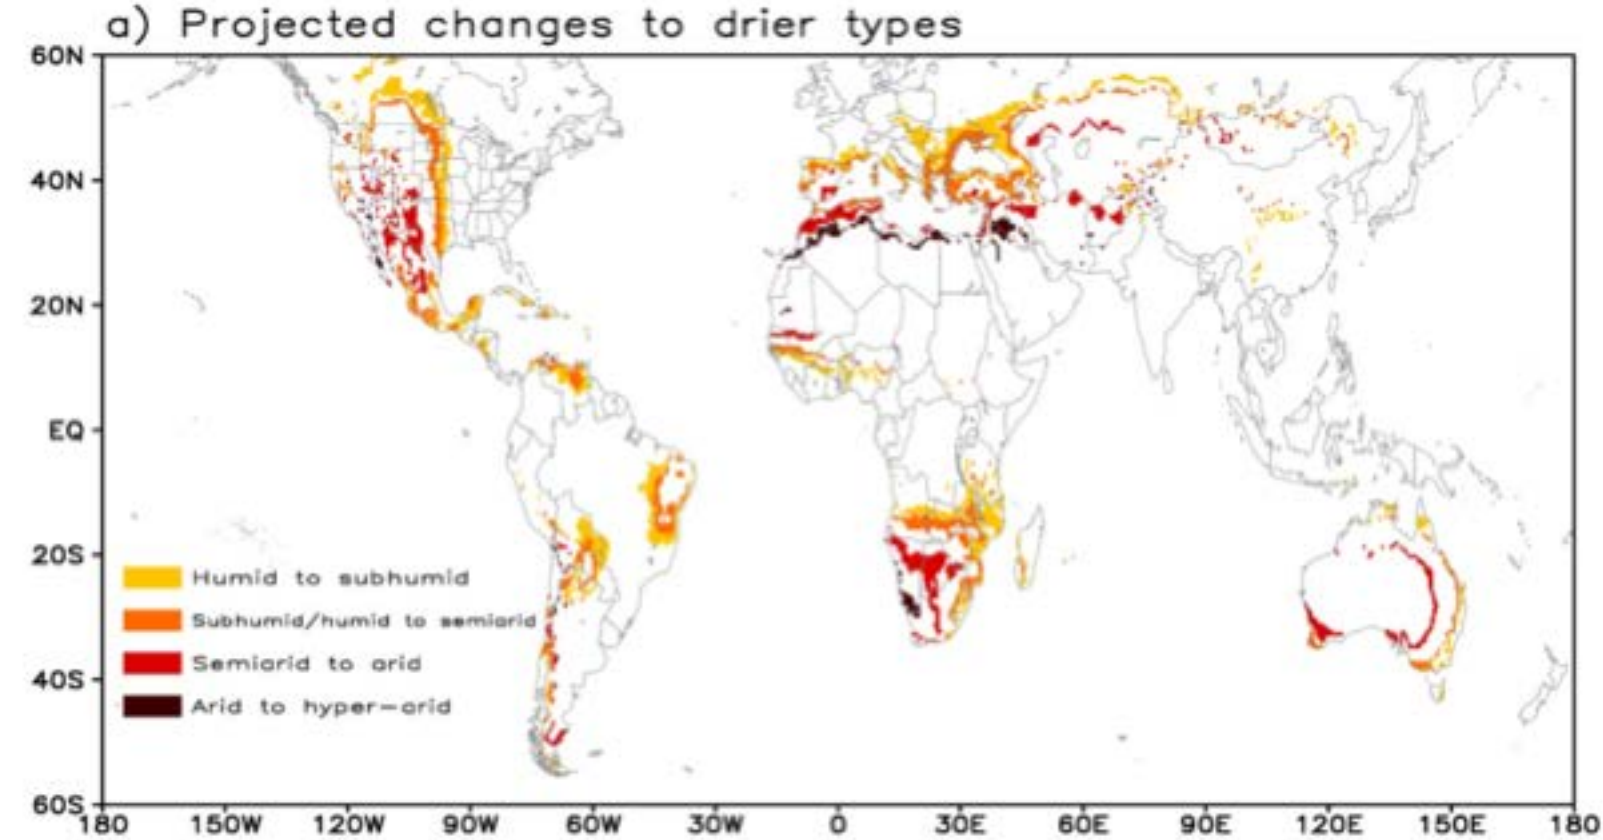 a) Projected changes to drier types
60N
40N
20N
EQ
20S
40S
60S
Humid to subhumid
Subhumid/humid to semiarid
Semiarid to arid
Arid to hyper-arid
180 150W 120W 90W 60W 30W 0 30E 60E 90E 120E 150E 180